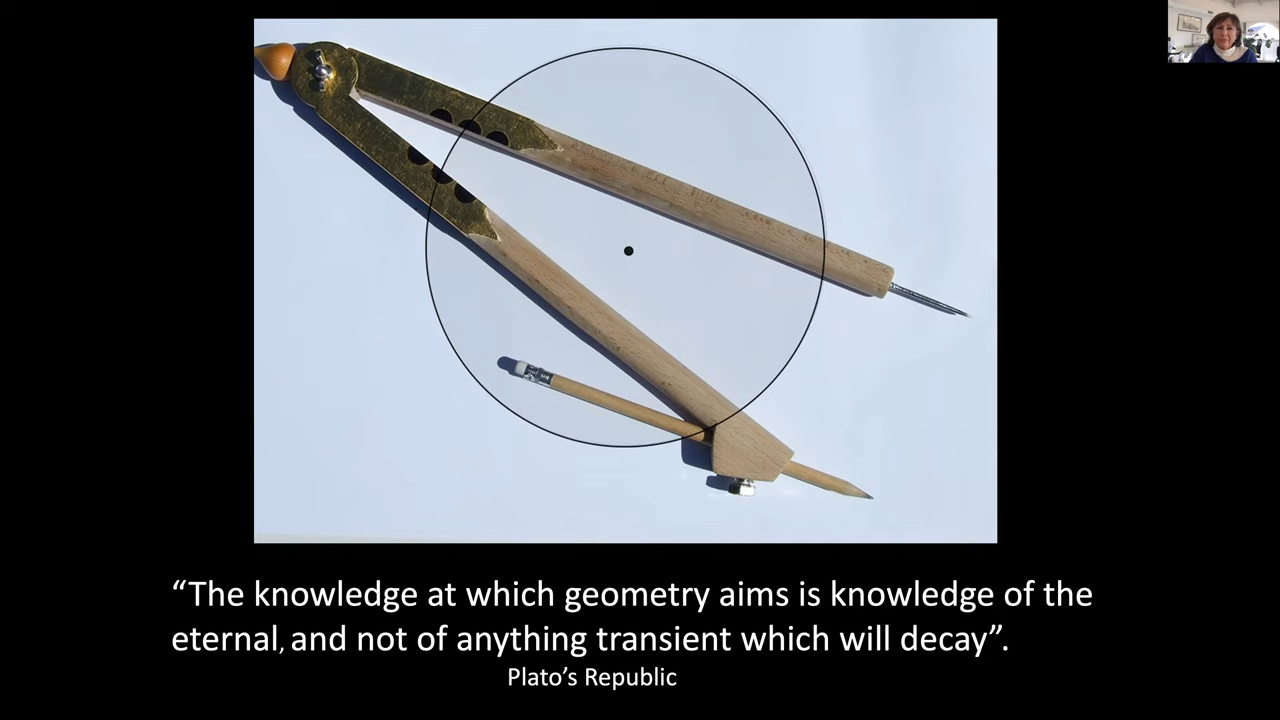 “The knowledge at which geometry aims is knowledge of the
eternal, and not of anything transient which will decay”.
Plato’s Republic